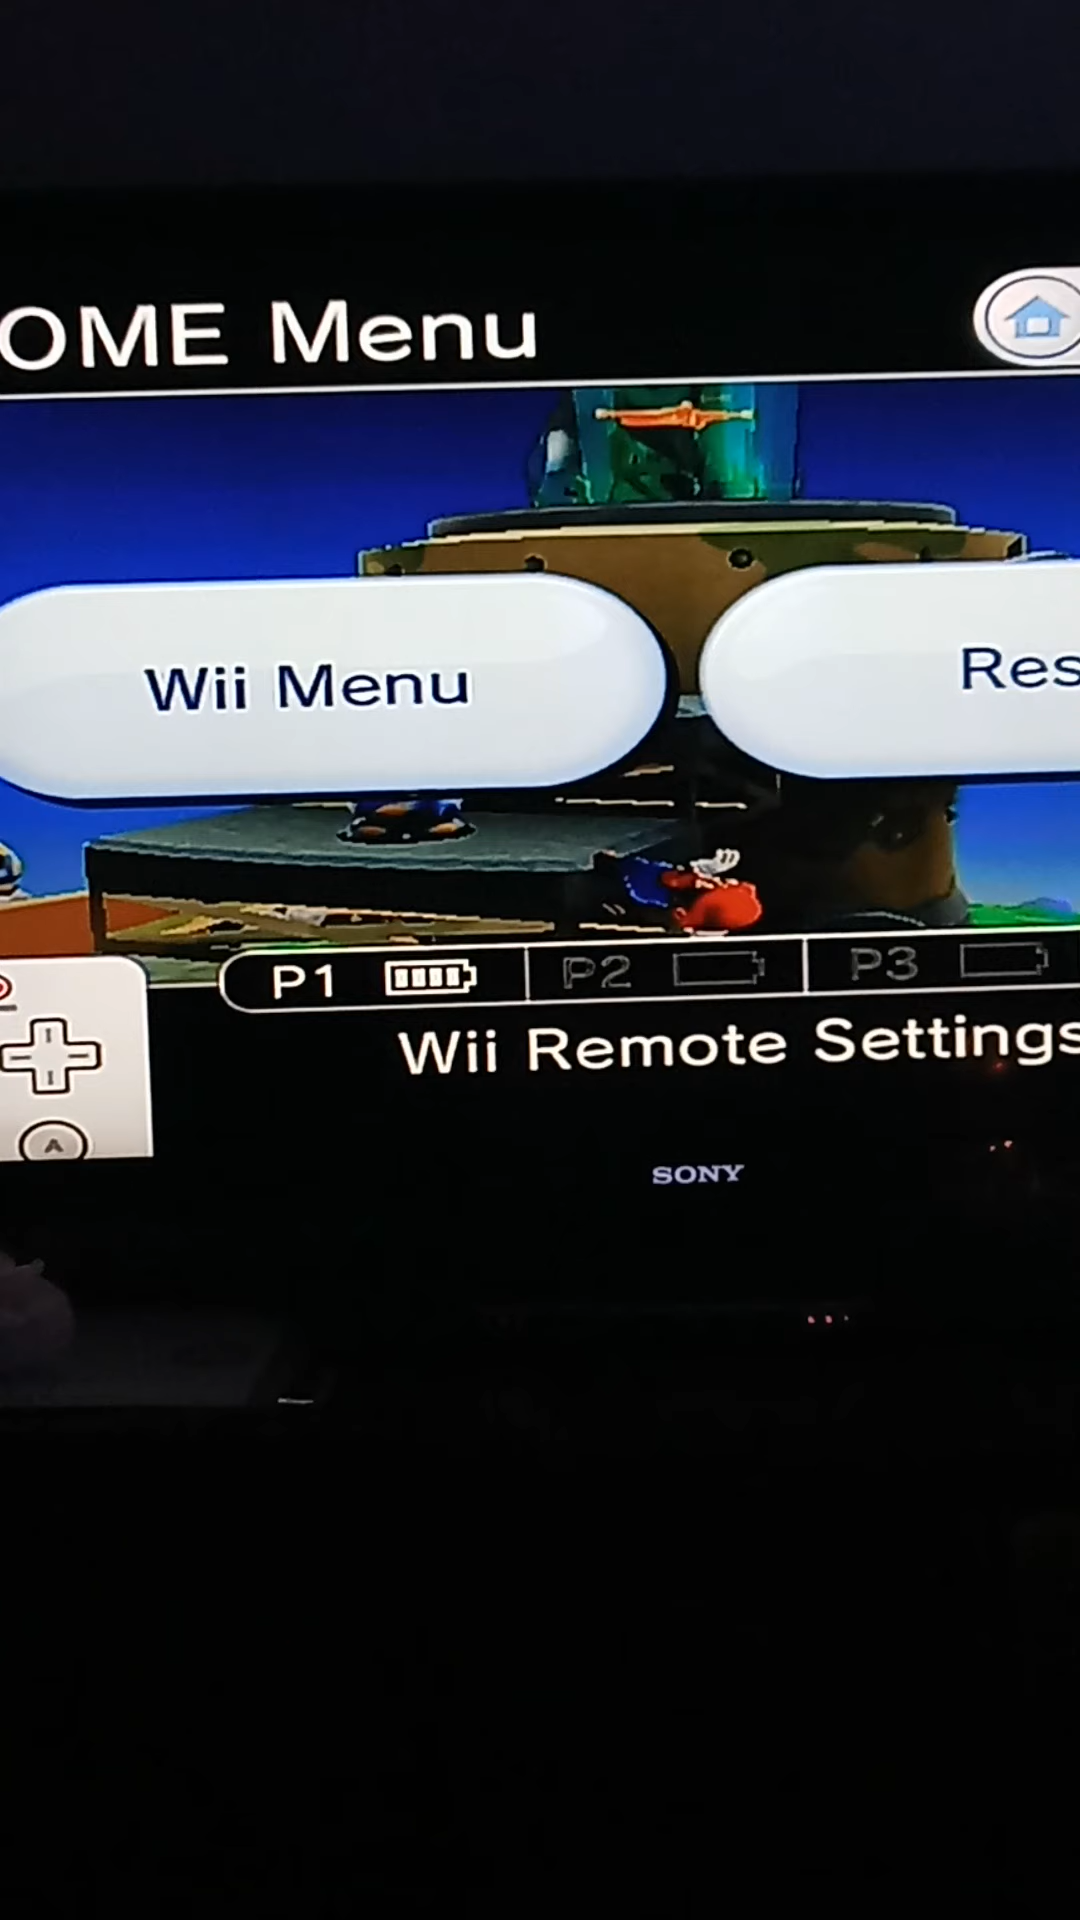 OME Menu
Wii Menu
Res
P1 P2 P3
Wii Remote Settings
A
SONY